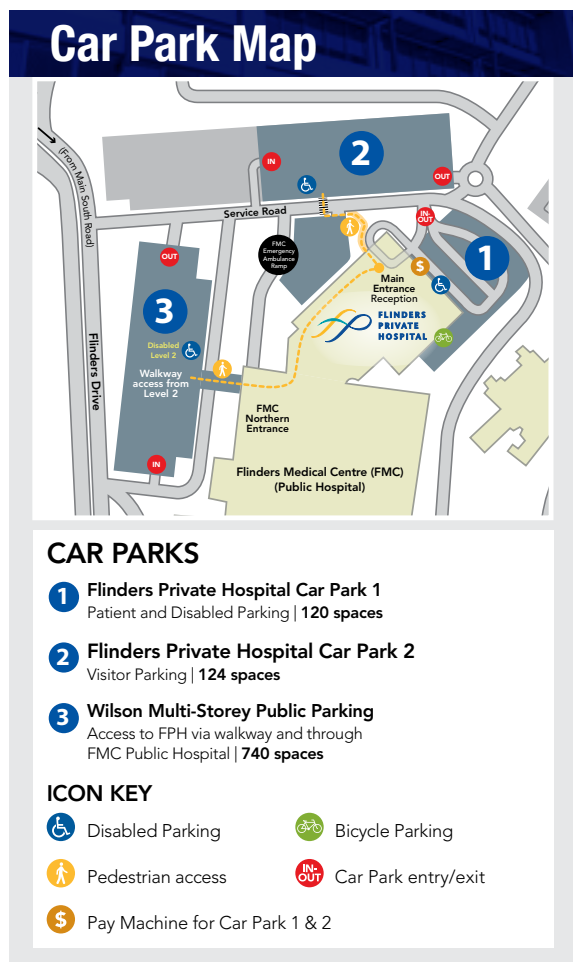 Car Park Map
(From Main South Road)
2
IN
OUT
Service Road
IN-
OUT
FMC
Emergency
Ambulance
Ramp
1
OUT
$
Main
Entrance
Reception
3
FLINDERS
PRIVATE
HOSPITAL
Disabled
Level 2
Walkway
access from
Level 2
Flinders Drive
FMC
Northern
Entrance
IN
Flinders Medical Centre (FMC)
(Public Hospital)
CAR PARKS
1 Flinders Private Hospital Car Park 1
Patient and Disabled Parking | 120 spaces
2 Flinders Private Hospital Car Park 2
Visitor Parking | 124 spaces
3 Wilson Multi-Storey Public Parking
Access to FPH via walkway and through
FMC Public Hospital | 740 spaces
ICON KEY
Disabled Parking
Bicycle Parking
Pedestrian access
IN-
OUT Car Park entry/exit
$ Pay Machine for Car Park 1 & 2